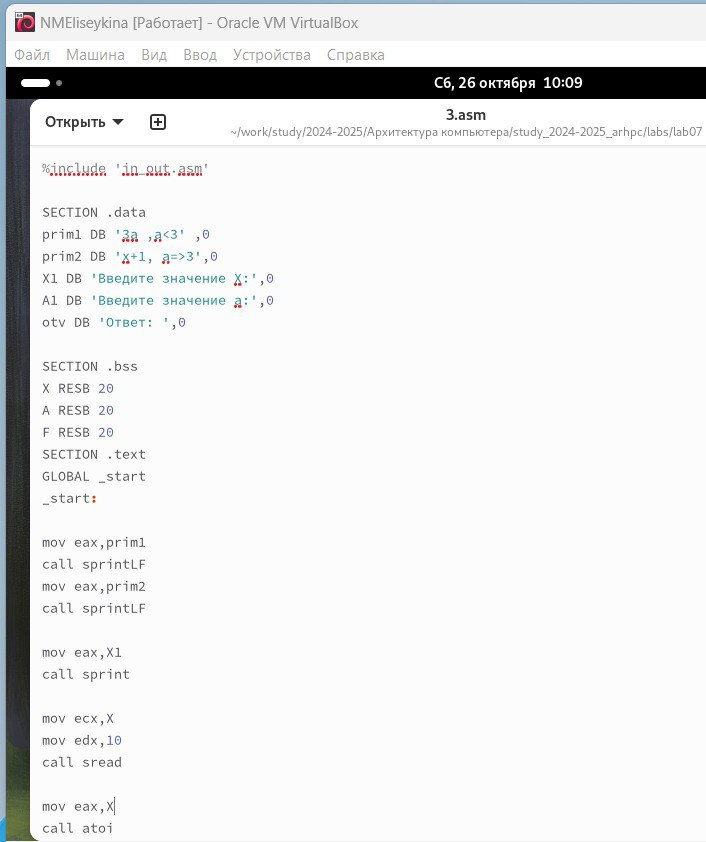 NMEliseykina [Работает] - Oracle VM VirtualBox
Файл Машина Вид Ввод Устройства Справка
Сб, 26 октября 10:09
Открыть
3.asm
~/work/study/2024-2025/Архитектура компьютера/study_2024-2025_arhpc/labs/lab07
%include 'in_out.asm'
SECTION .data
prim1 DB '3a ,a<3' ,0
prim2 DB 'x+1, a=>3',0
X1 DB 'Введите значение X:',0
A1 DB 'Введите значение a:',0
otv DB 'Ответ: ',0
SECTION .bss
X RESB 20
A RESB 20
F RESB 20
SECTION .text
GLOBAL _start
_start:
mov eax,prim1
call sprintLF
mov eax,prim2
call sprintLF
mov eax,X1
call sprint
mov ecx,X
mov edx,10
call sread
mov eax,X
call atoi